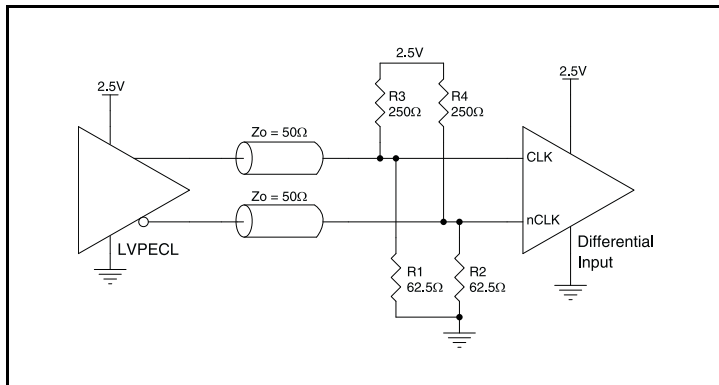 2.5V
2.5V
2.5V
R3
250Ω
R4
250Ω
Zo = 50Ω
CLK
Zo = 50Ω
nCLK
LVPECL
Differential
Input
R1
62.5Ω
R2
62.5Ω